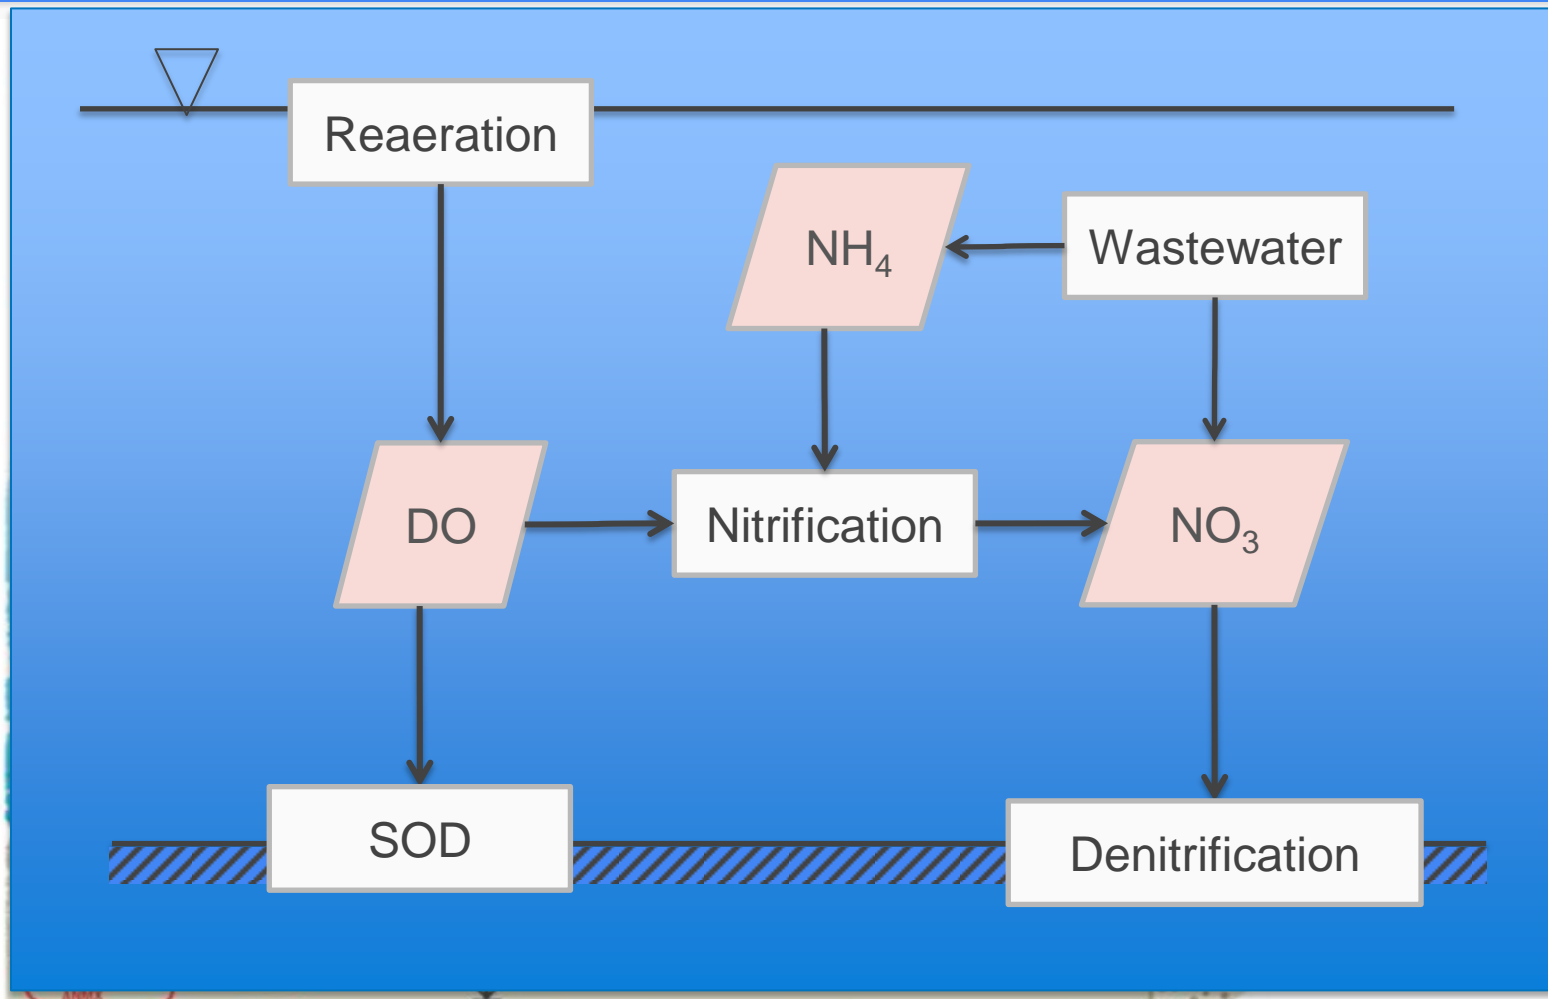 Reaeration
NH₄
Wastewater
DO
Nitrification
NO₃
SOD
Denitrification